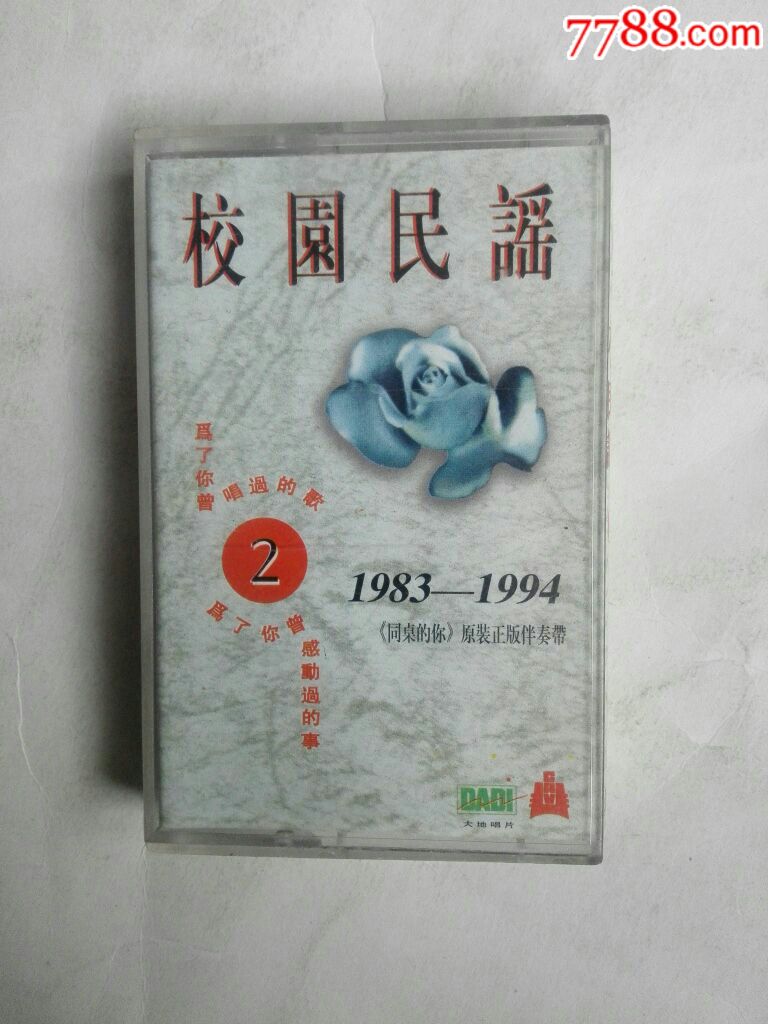 7788.com
校園民謡
爲了你曾唱過的歌
2
1983—1994
《同桌的你》原裝正版伴奏帶
爲了你曾感動過的事
DADI
大地唱片